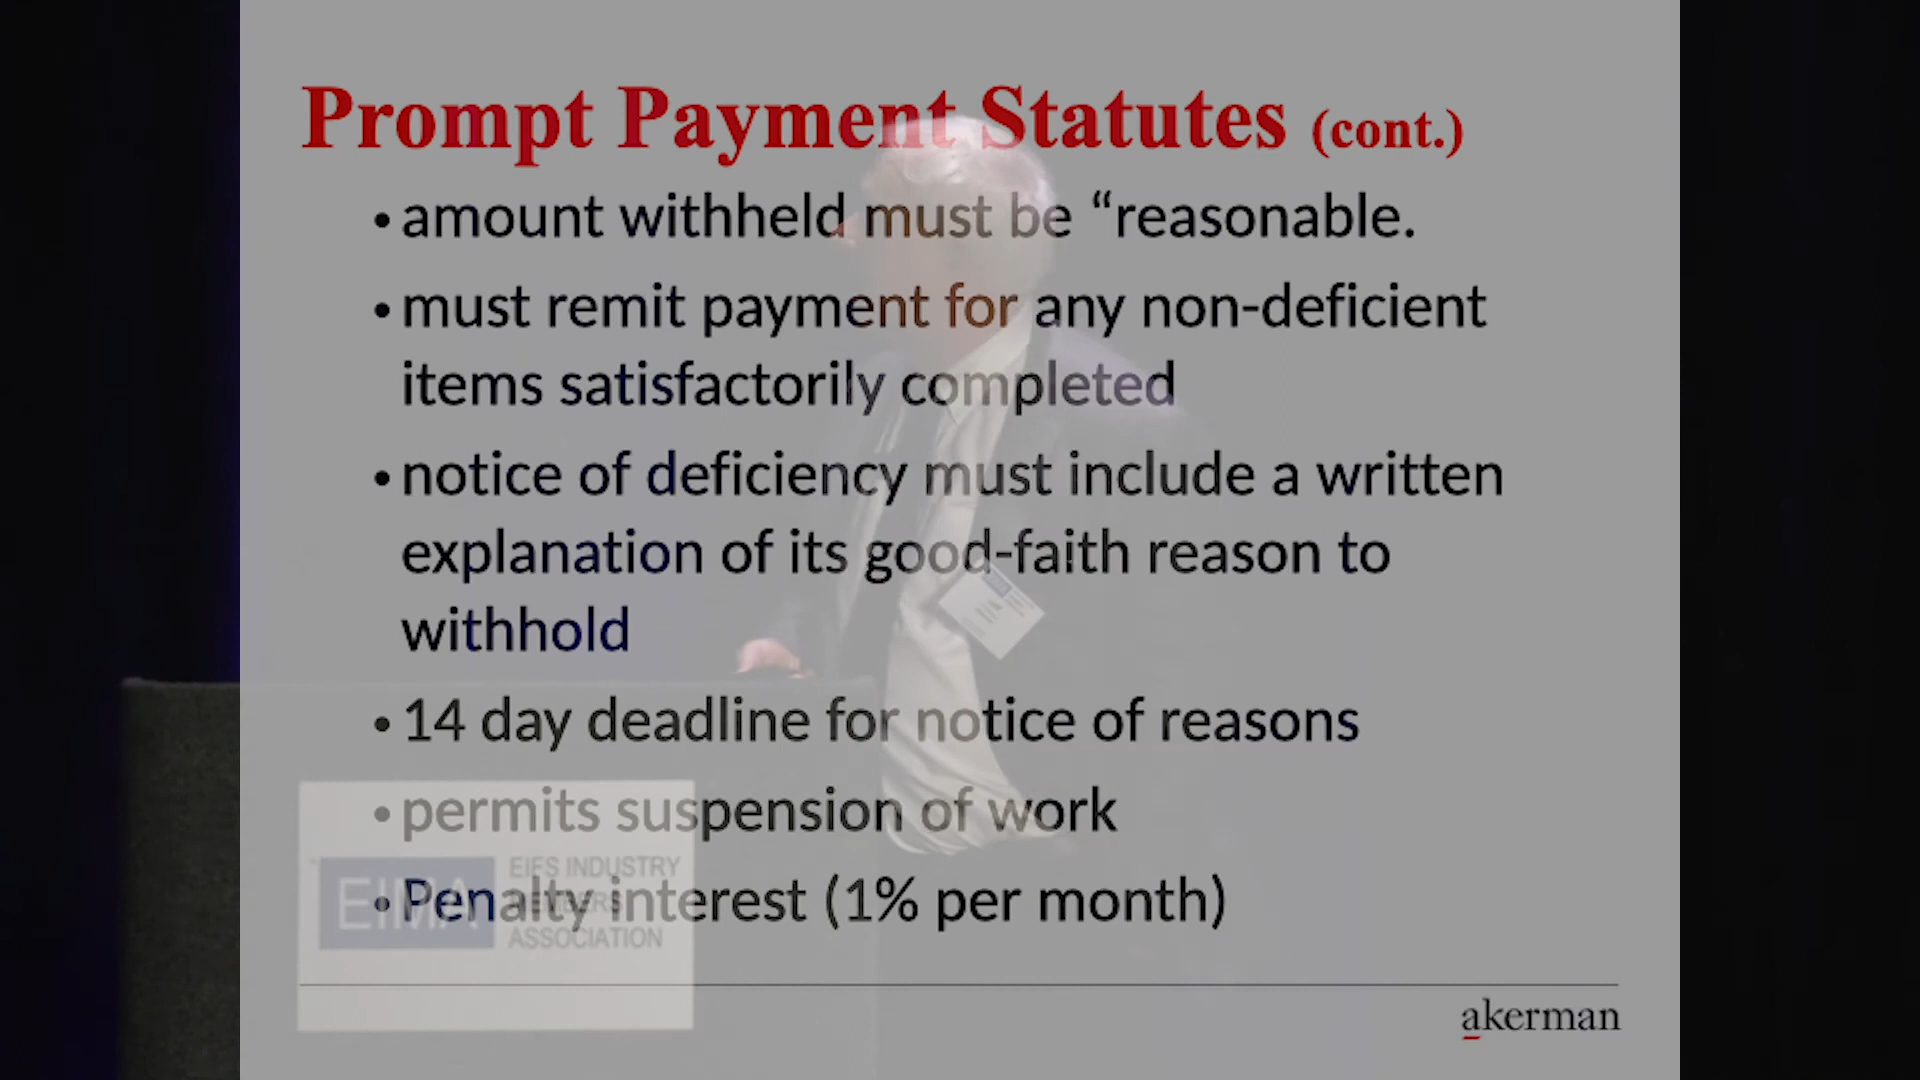 Prompt Payment Statutes (cont.)
• amount withheld must be “reasonable.
• must remit payment for any non-deficient
items satisfactorily completed
• notice of deficiency must include a written
explanation of its good-faith reason to
withhold
• 14 day deadline for notice of reasons
• permits suspension of work
• Penalty interest (1% per month)
EIMA
EIFS INDUSTRY
MEMBERS
ASSOCIATION
akerman